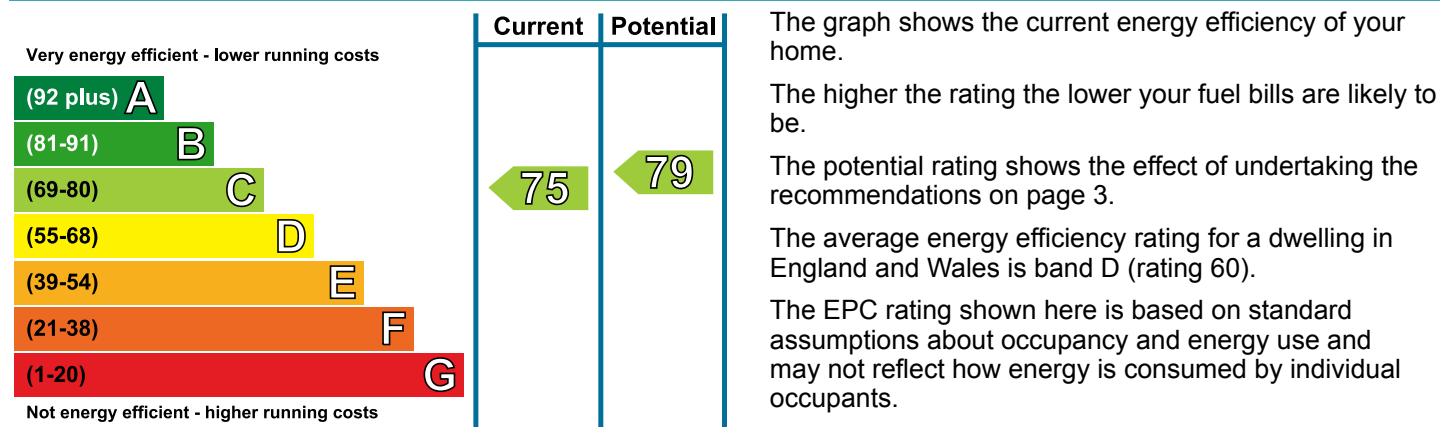 Current Potential
Very energy efficient - lower running costs
(92 plus) A
(81-91) B
(69-80) C
(55-68) D
(39-54) E
(21-38) F
(1-20) G
Not energy efficient - higher running costs
75
79
The graph shows the current energy efficiency of your
home.
The higher the rating the lower your fuel bills are likely to
be.
The potential rating shows the effect of undertaking the
recommendations on page 3.
The average energy efficiency rating for a dwelling in
England and Wales is band D (rating 60).
The EPC rating shown here is based on standard
assumptions about occupancy and energy use and
may not reflect how energy is consumed by individual
occupants.